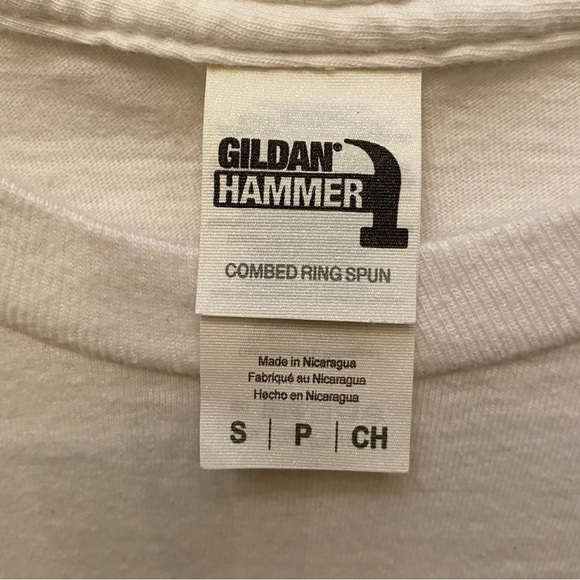 GILDAN®
HAMMER
COMBED RING SPUN
Made in Nicaragua
Fabriqué au Nicaragua
Hecho en Nicaragua
S | P | CH